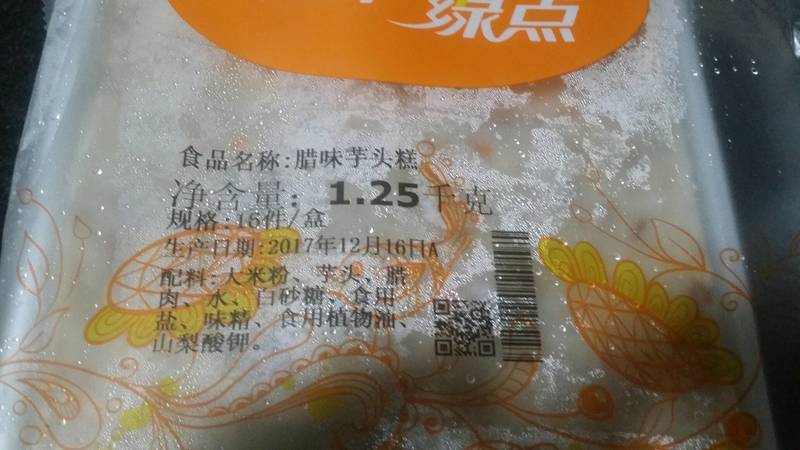 绿点
食品名称:腊味芋头糕
净含量: 1.25千克
规格:16件/盒
生产日期:2017年12月16日A
配料:大米粉、芋头、腊
肉、水、白砂糖、食用
盐、味精、食用植物油、
山梨酸钾。